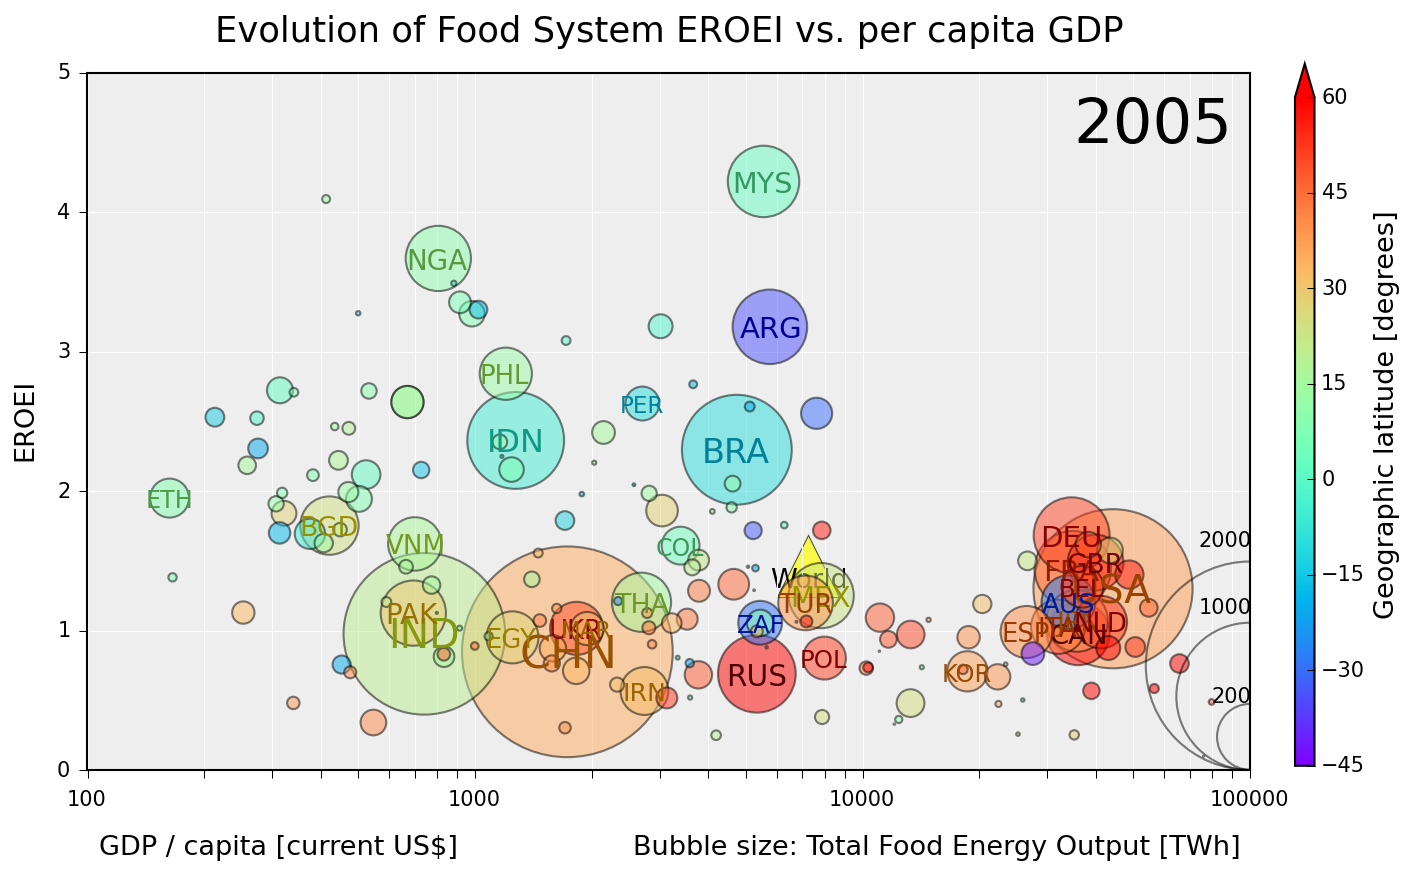 Evolution of Food System EROEI vs. per capita GDP
2005
5
4
3
2
1
0
EROEI
MYS
NGA
ARG
PHL
PER
IDN
BRA
ETH
BGD
VNM
COL
DEU
GBR
USA
World
MEX
TUR
THA
AUS
PAK
IND
EGY
UKR
CHN
ZAF
ESP
CAN
RUS
POL
KOR
IRN
2000
1000
200
100
1000
10000
100000
GDP / capita [current US$]
Bubble size: Total Food Energy Output [TWh]
60
45
30
15
0
−15
−30
−45
Geographic latitude [degrees]